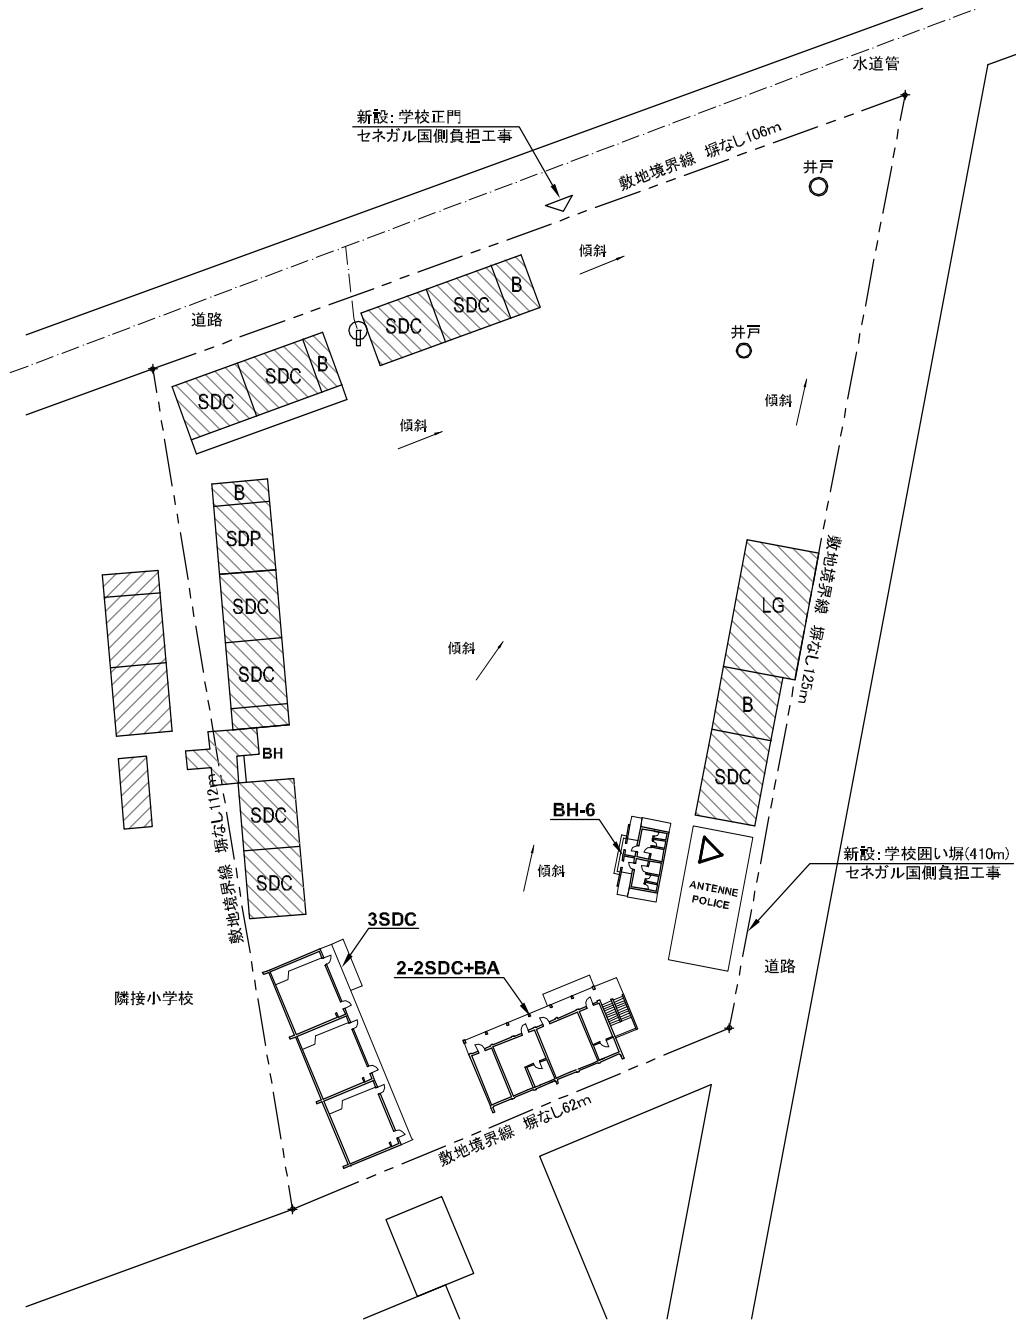 水道管
新設：学校正門
セネガル国側負担工事
敷地境界線 塀なし106m
井戸
傾斜
B
SDC
SDC
道路
井戸
B
SDC
SDC
傾斜
傾斜
B
SDP
SDC
SDC
傾斜
敷地境界線 塀なし125m
LG
B
SDC
BH
敷地境界線 塀なし112m
SDC
SDC
BH-6
傾斜
ANTENNE
POLICE
新設：学校囲い塀(410m)
セネガル国側負担工事
3SDC
2-2SDC+BA
道路
隣接小学校
敷地境界線 塀なし62m